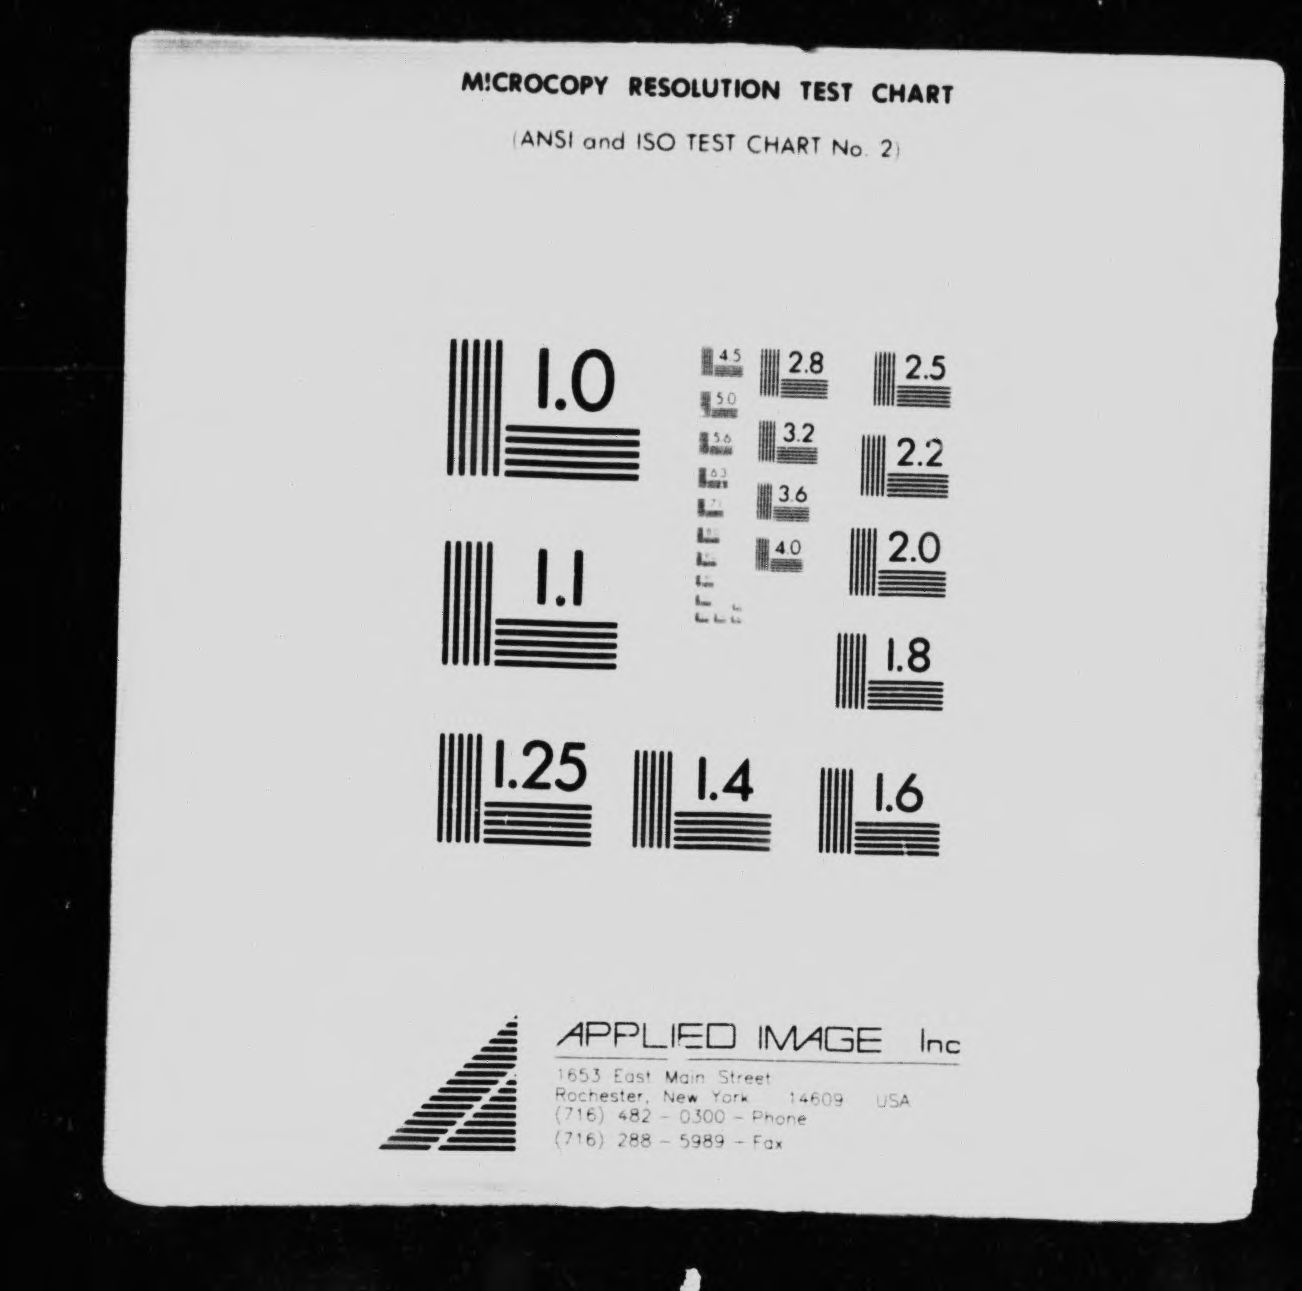 MICROCOPY RESOLUTION TEST CHART
(ANSI and ISO TEST CHART No. 2)
1.0
1.1
1.25
1.4
1.6
1.8
2.0
2.2
2.5
2.8
3.2
3.6
4.0
4.5
5.0
5.6
6.3
APPLIED IMAGE Inc
1653 East Main Street
Rochester, New York 14609 USA
(716) 482 - 0300 - Phone
(716) 288 - 5989 - Fax